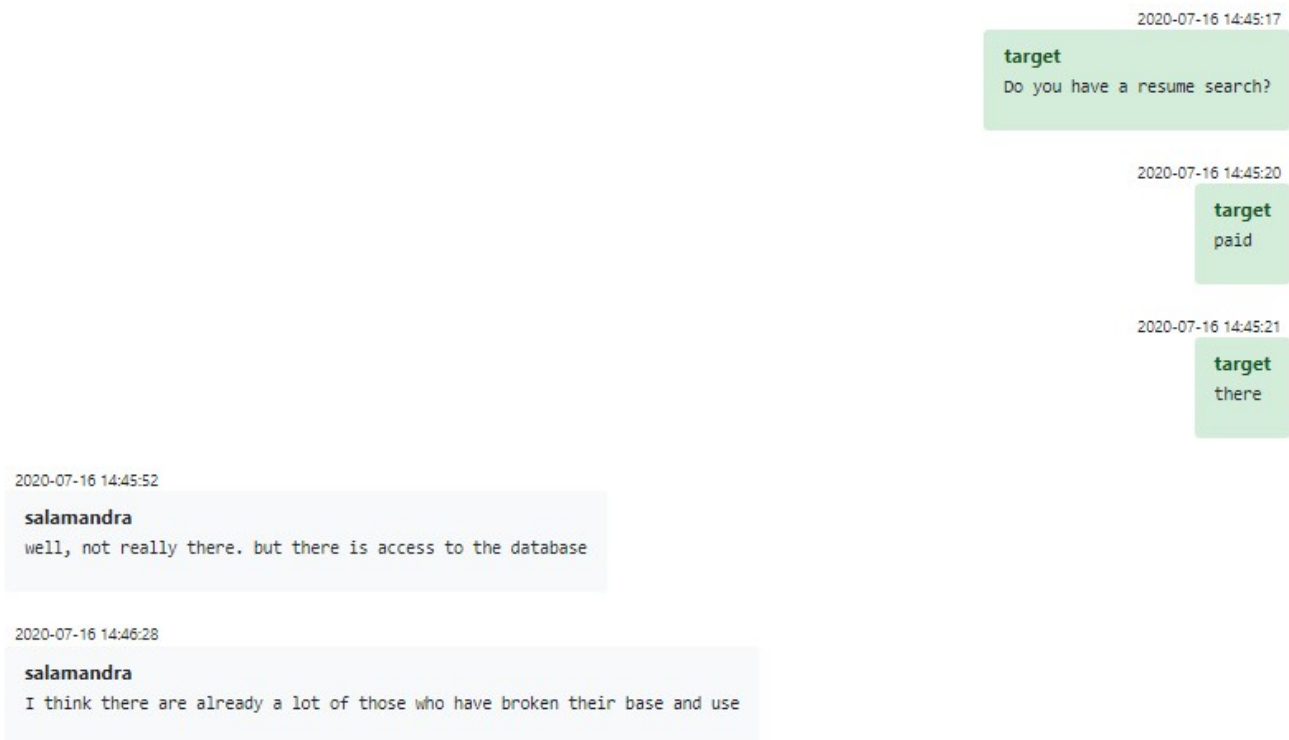 2020-07-16 14:45:17
target
Do you have a resume search?
2020-07-16 14:45:20
target
paid
2020-07-16 14:45:21
target
there
2020-07-16 14:45:52
salamandra
well, not really there. but there is access to the database
2020-07-16 14:46:28
salamandra
I think there are already a lot of those who have broken their base and use